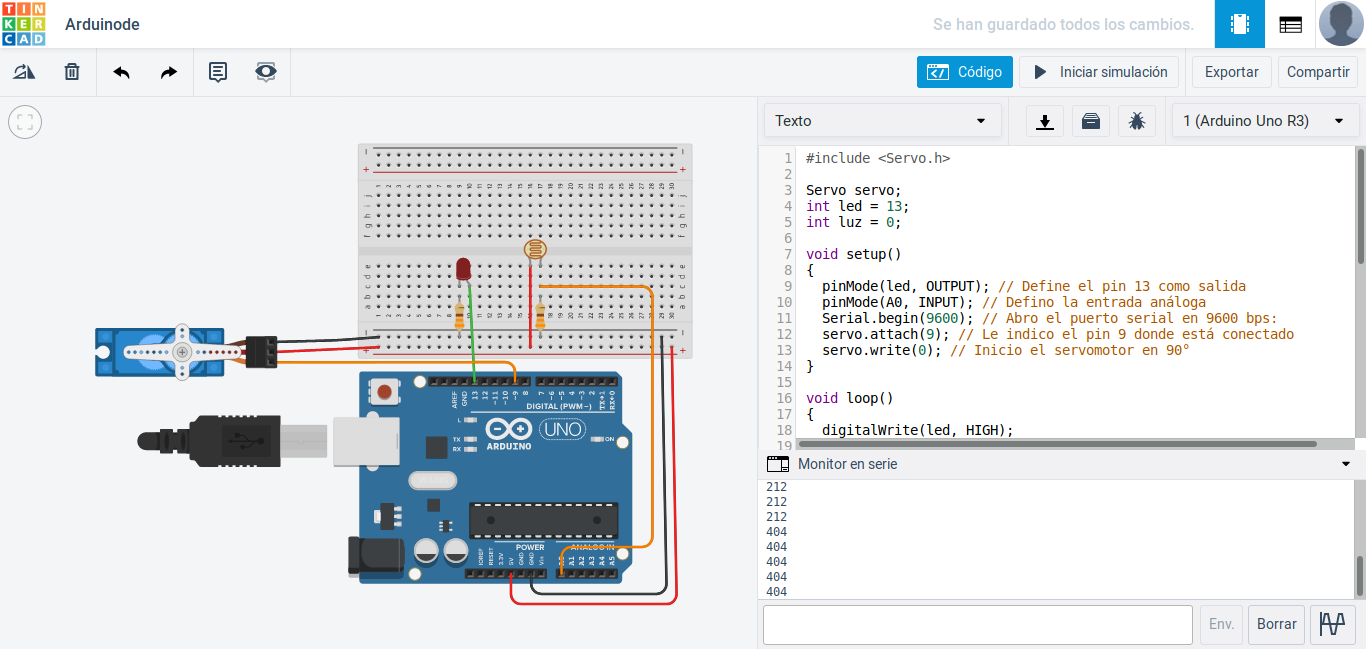 TINKERCAD
Arduinode
Se han guardado todos los cambios.
Código
Iniciar simulación
Exportar
Compartir
Texto
1 (Arduino Uno R3)
1 #include <Servo.h>
2
3 Servo servo;
4 int led = 13;
5 int luz = 0;
6
7 void setup()
8 {
9 pinMode(led, OUTPUT); // Define el pin 13 como salida
10 pinMode(A0, INPUT); // Defino la entrada análoga
11 Serial.begin(9600); // Abro el puerto serial en 9600 bps:
12 servo.attach(9); // Le indico el pin 9 donde está conectado
13 servo.write(0); // Inicio el servomotor en 90°
14 }
15
16 void loop()
17 {
18 digitalWrite(led, HIGH);
19
Monitor en serie
212
212
212
404
404
404
404
404
Env.
Borrar
AREF
GND
13
12
~11
~10
~9
8
7
~6
~5
4
~3
2
TX→1
RX←0
DIGITAL (PWM~)
L
TX
RX
ARDUINO
UNO
ON
POWER
ANALOG IN
IOREF
RESET
3.3V
5V
GND
GND
Vin
A1
A2
A3
A4
A5